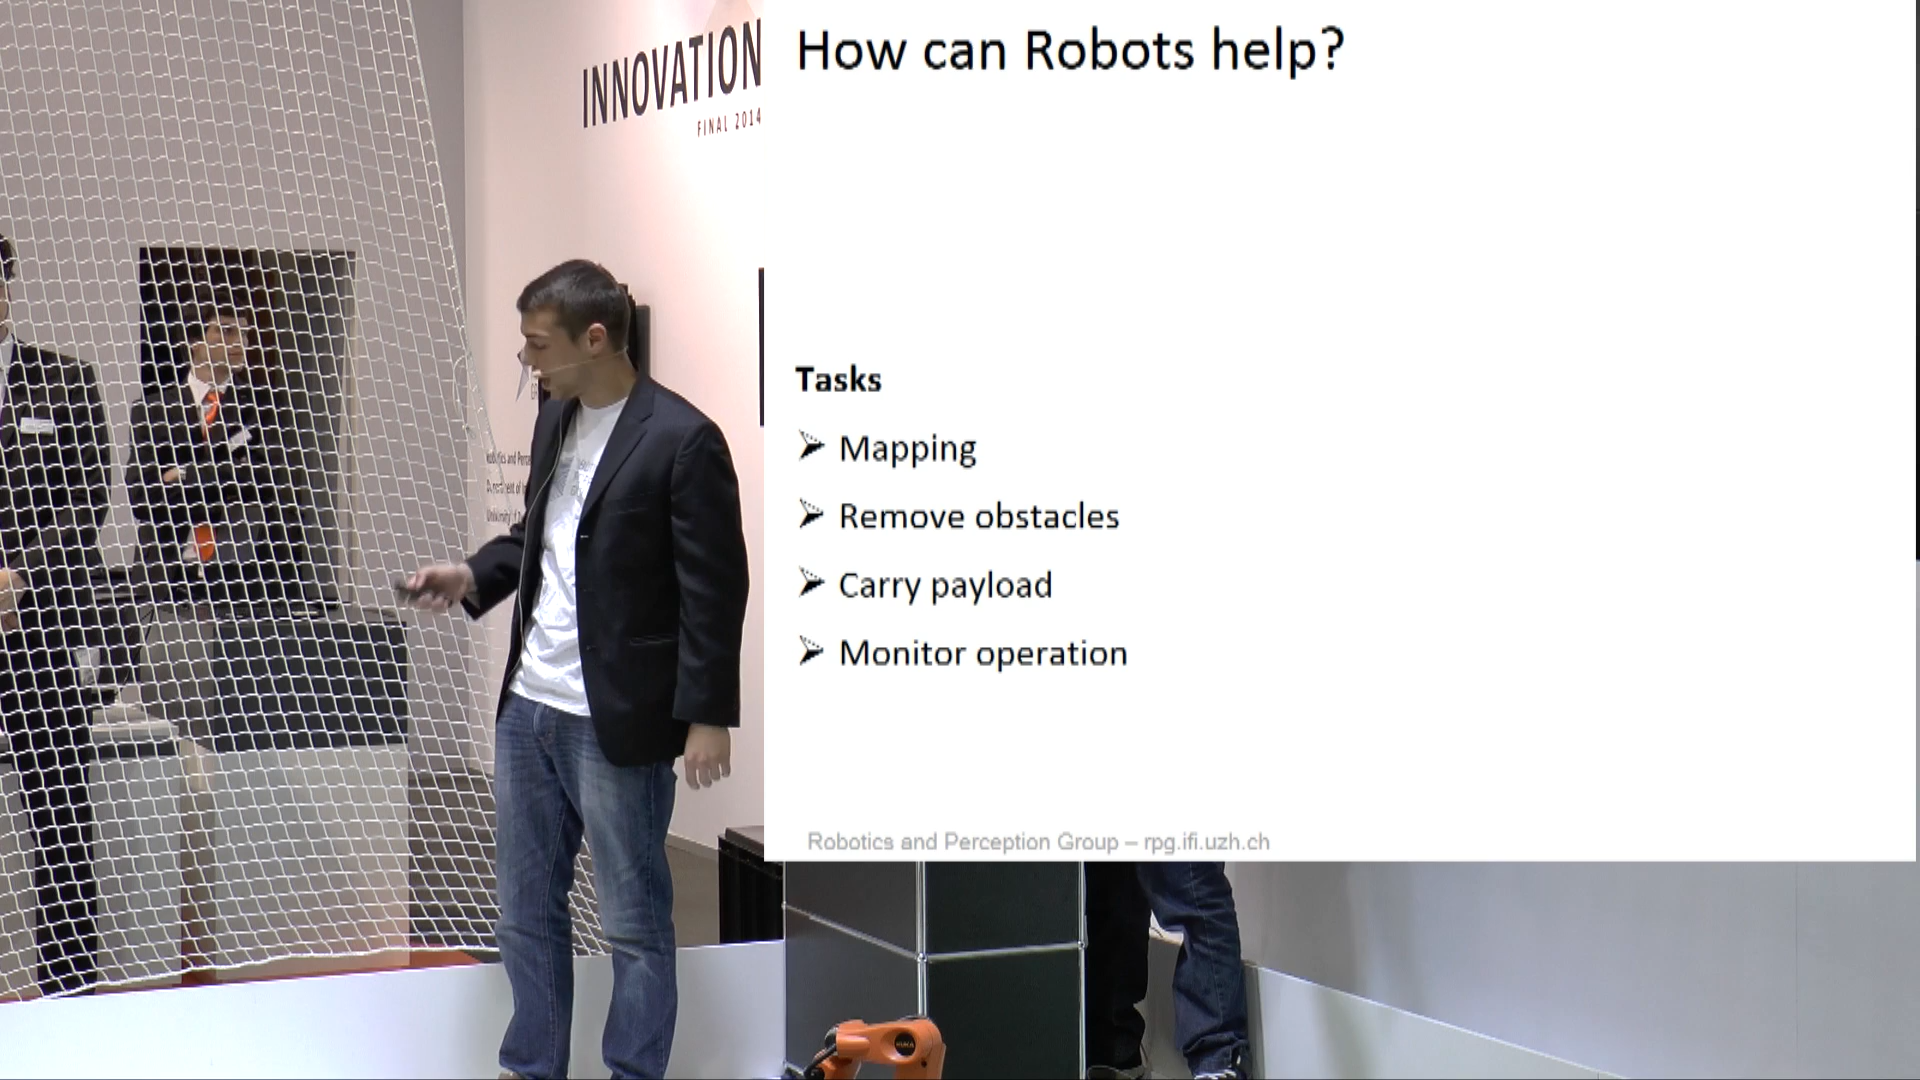 INNOVATION
FINAL 2014
How can Robots help?
Tasks
Mapping
Remove obstacles
Carry payload
Monitor operation
Robotics and Perception Group – rpg.ifi.uzh.ch
KUKA